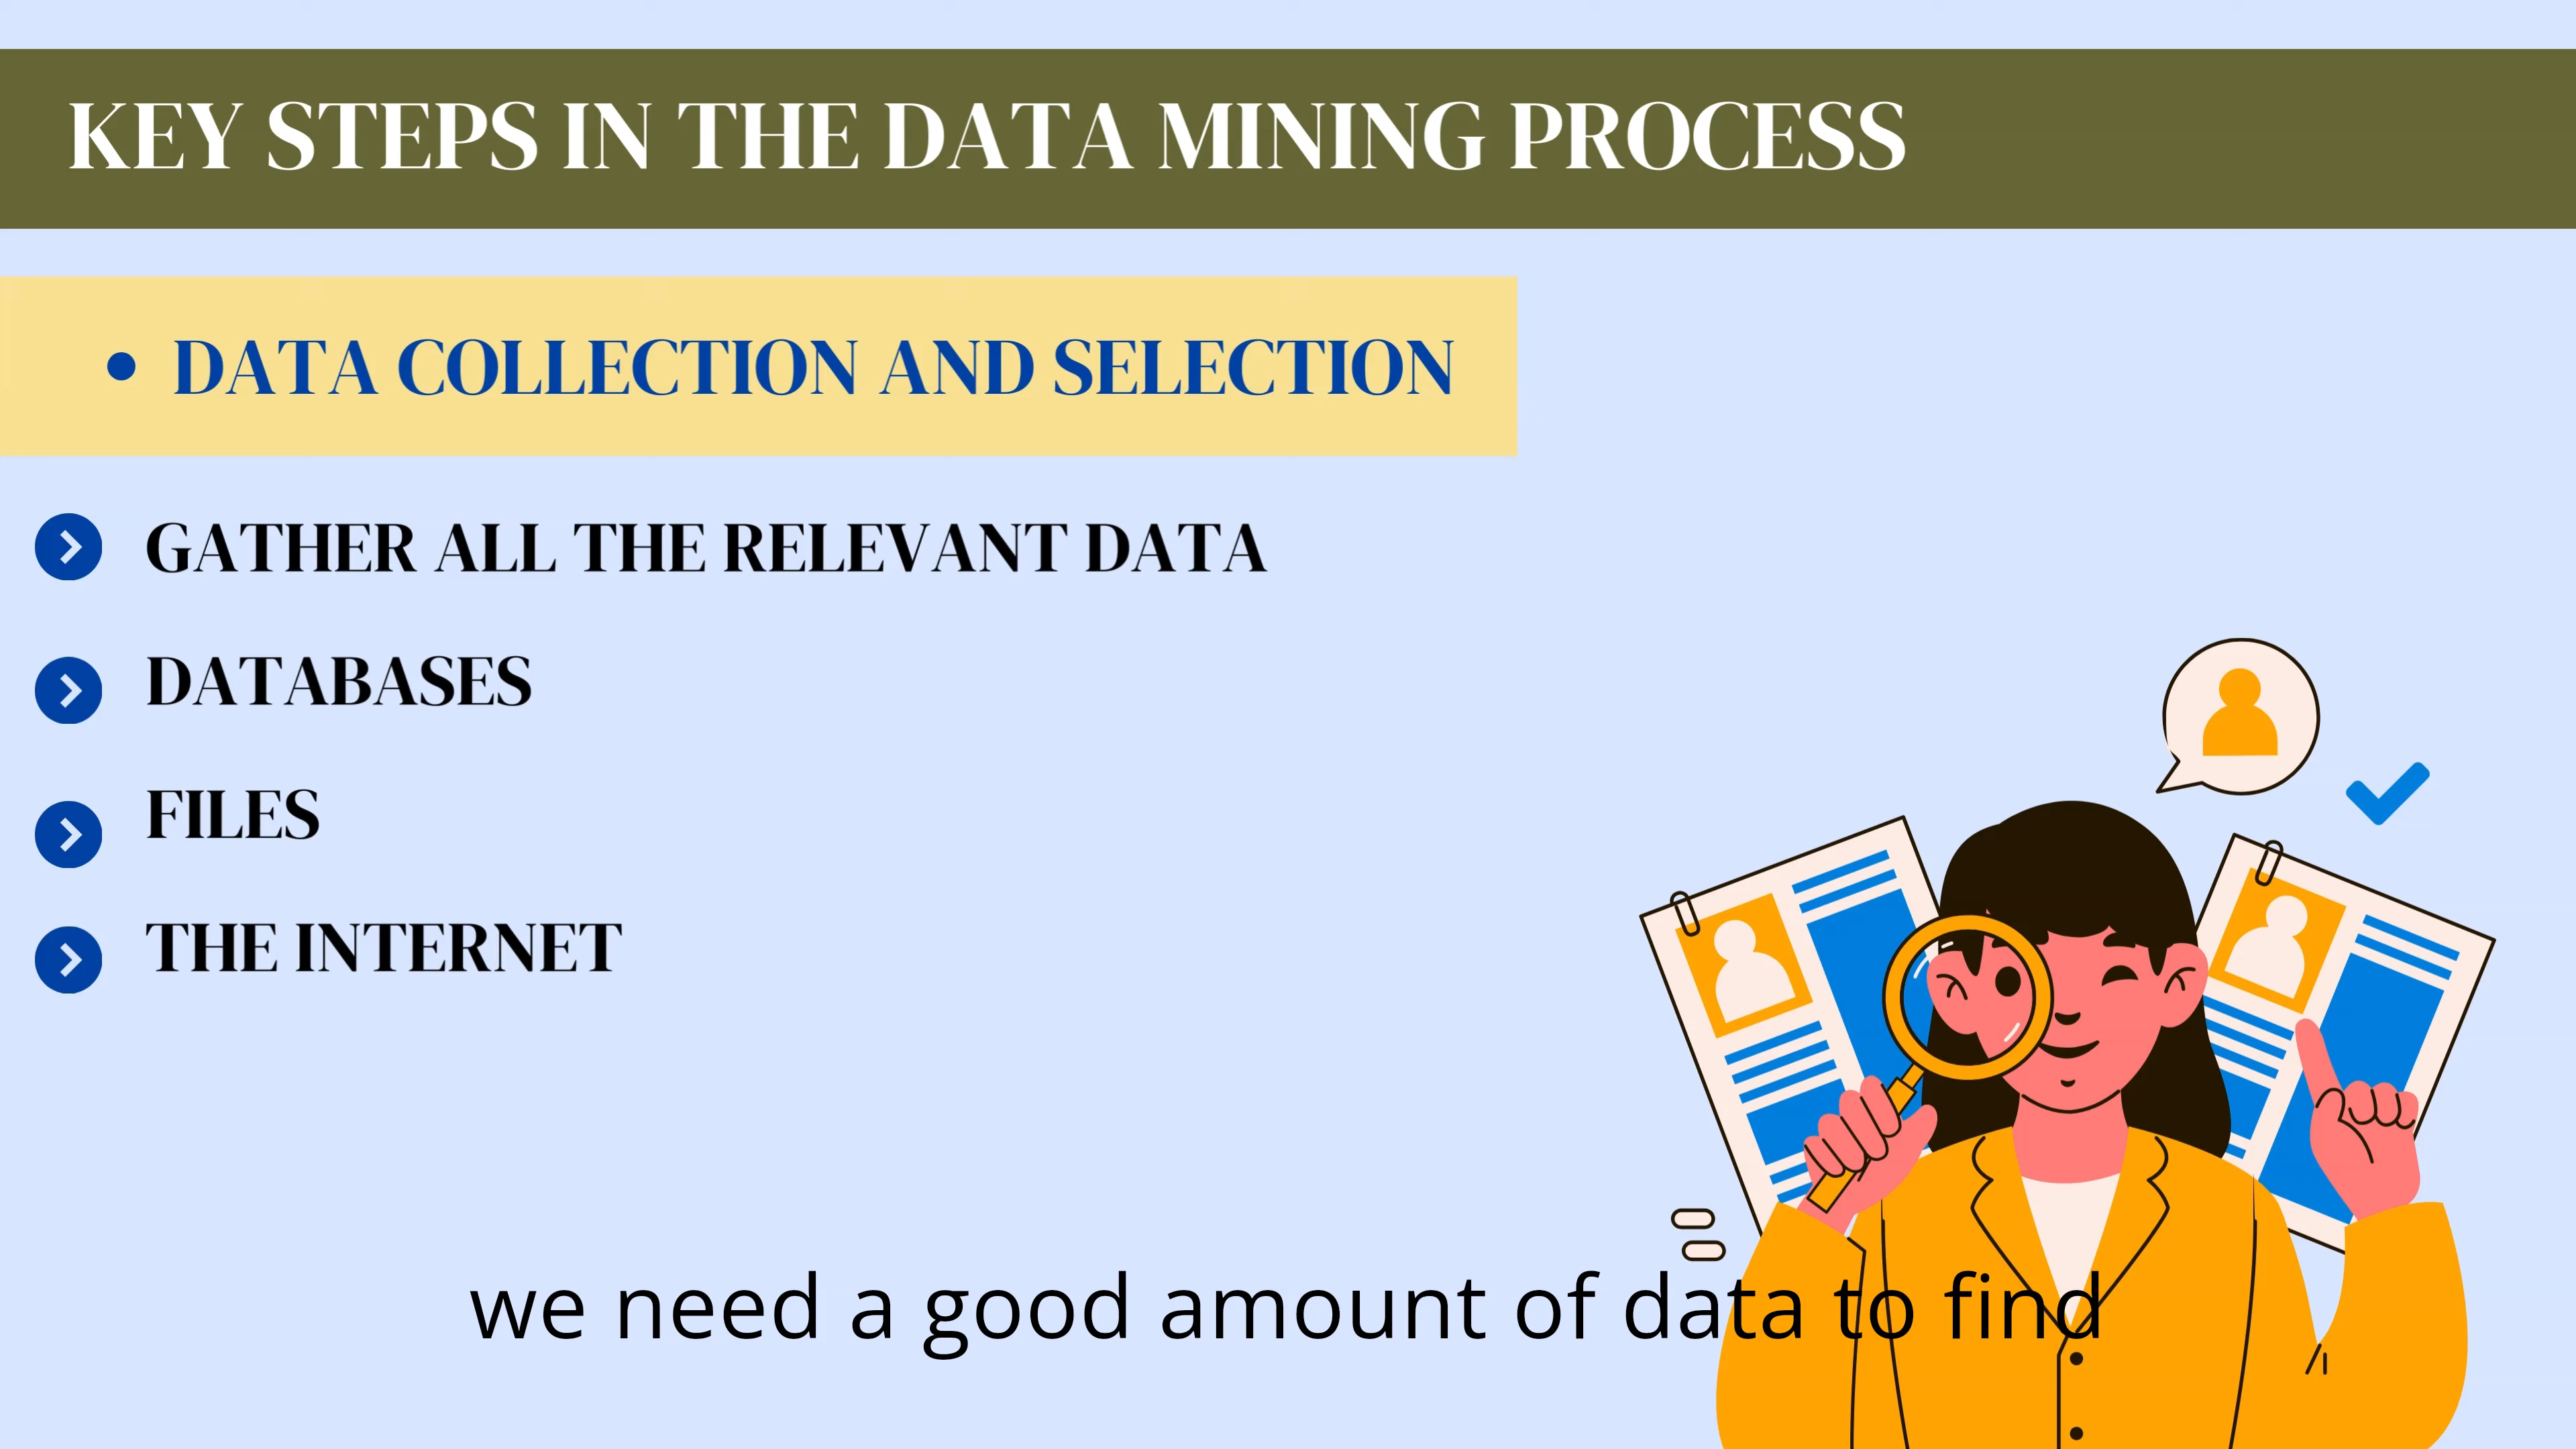 KEY STEPS IN THE DATA MINING PROCESS
• DATA COLLECTION AND SELECTION
GATHER ALL THE RELEVANT DATA
DATABASES
FILES
THE INTERNET
we need a good amount of data to find